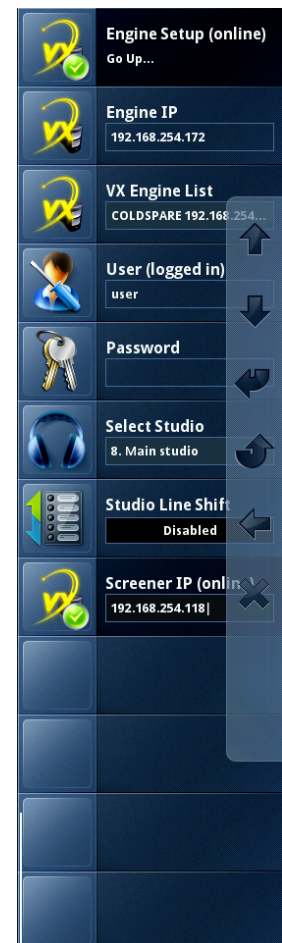 Engine Setup (online)
Go Up...
Engine IP
192.168.254.172
VX Engine List
COLDSPARE 192.168.254...
User (logged in)
user
Password
Select Studio
8. Main studio
Studio Line Shift
Disabled
Screener IP (online)
192.168.254.118|